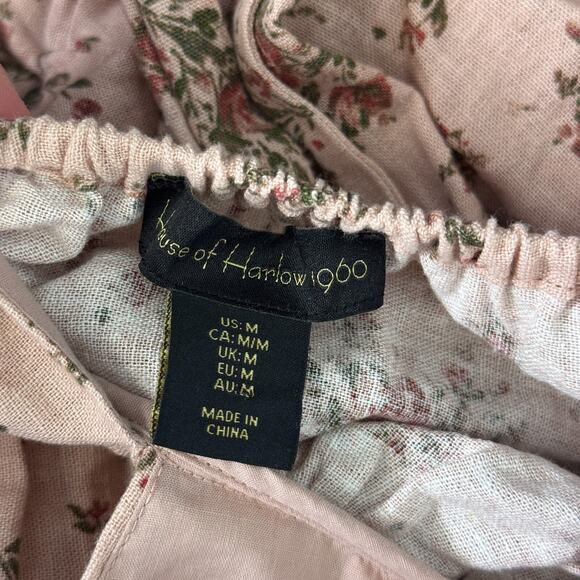 House of Harlow 1960
US: M
CA: M/M
UK: M
EU: M
AU: M
MADE IN
CHINA